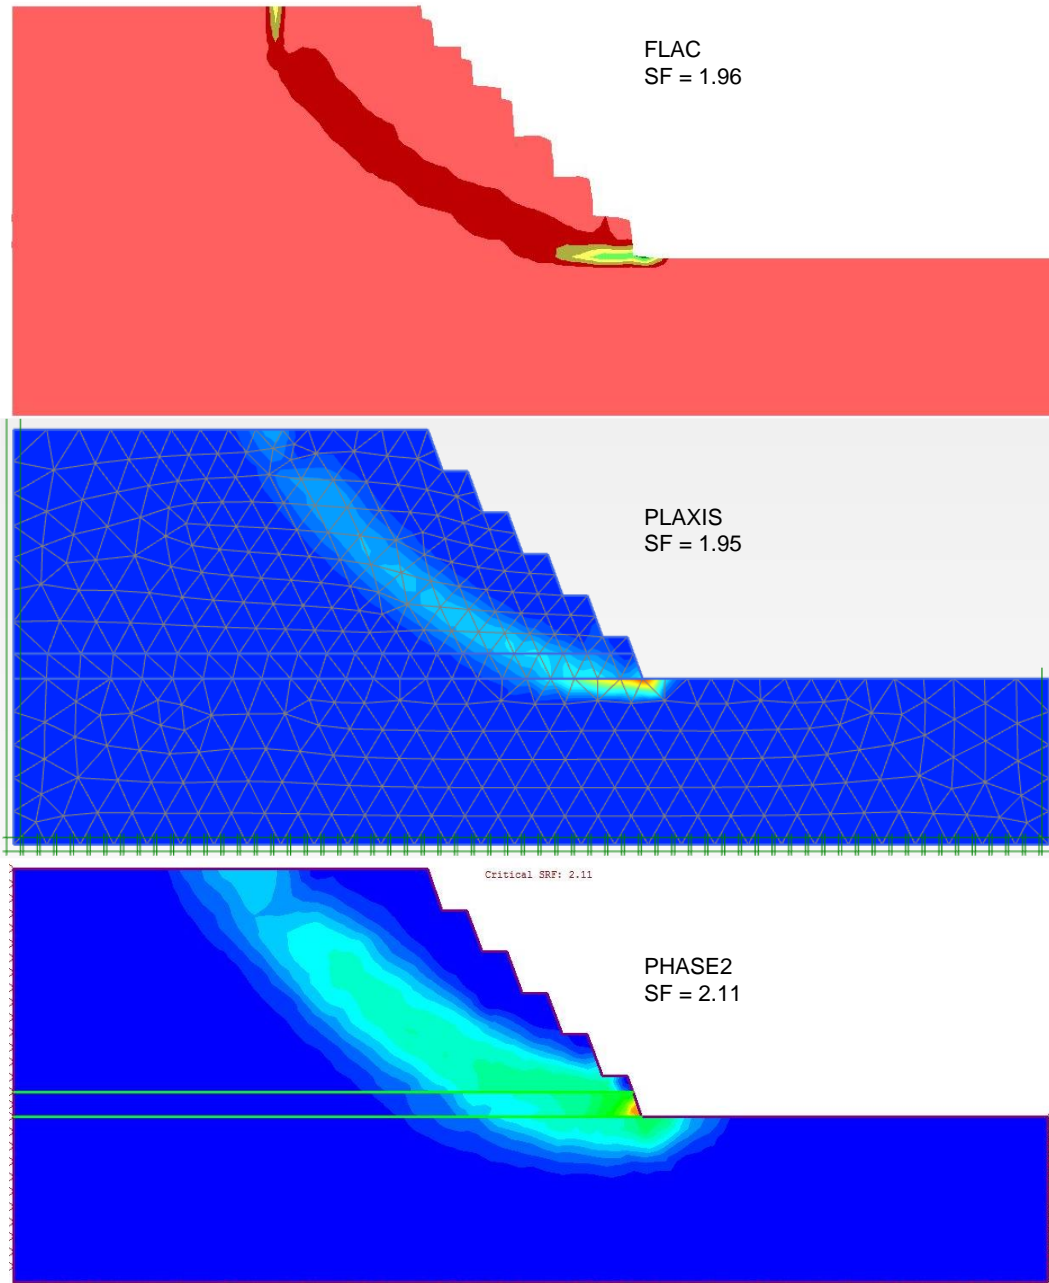 FLAC
SF = 1.96
PLAXIS
SF = 1.95
Critical SRF: 2.11
PHASE2
SF = 2.11